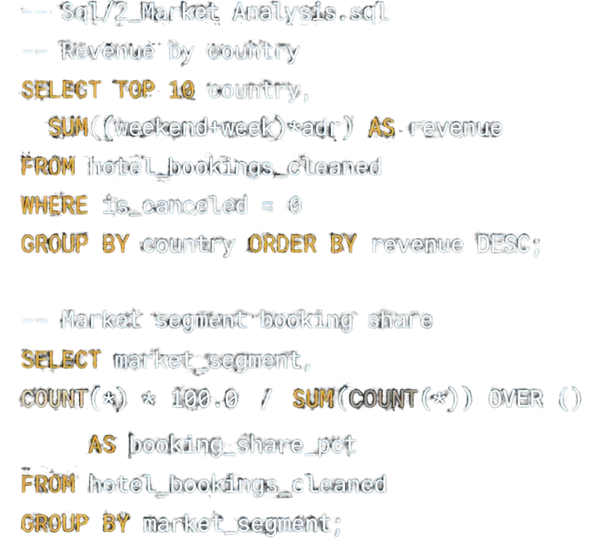 -- Sql/2_Market Analysis.sql
-- Revenue by country
SELECT TOP 10 country,
SUM((weekend+week)*adr) AS revenue
FROM hotel_bookings_cleaned
WHERE is_canceled = 0
GROUP BY country ORDER BY revenue DESC;
-- Market segment booking share
SELECT market_segment,
COUNT(*) * 100.0 / SUM(COUNT(*)) OVER ()
AS booking_share_pct
FROM hotel_bookings_cleaned
GROUP BY market_segment;